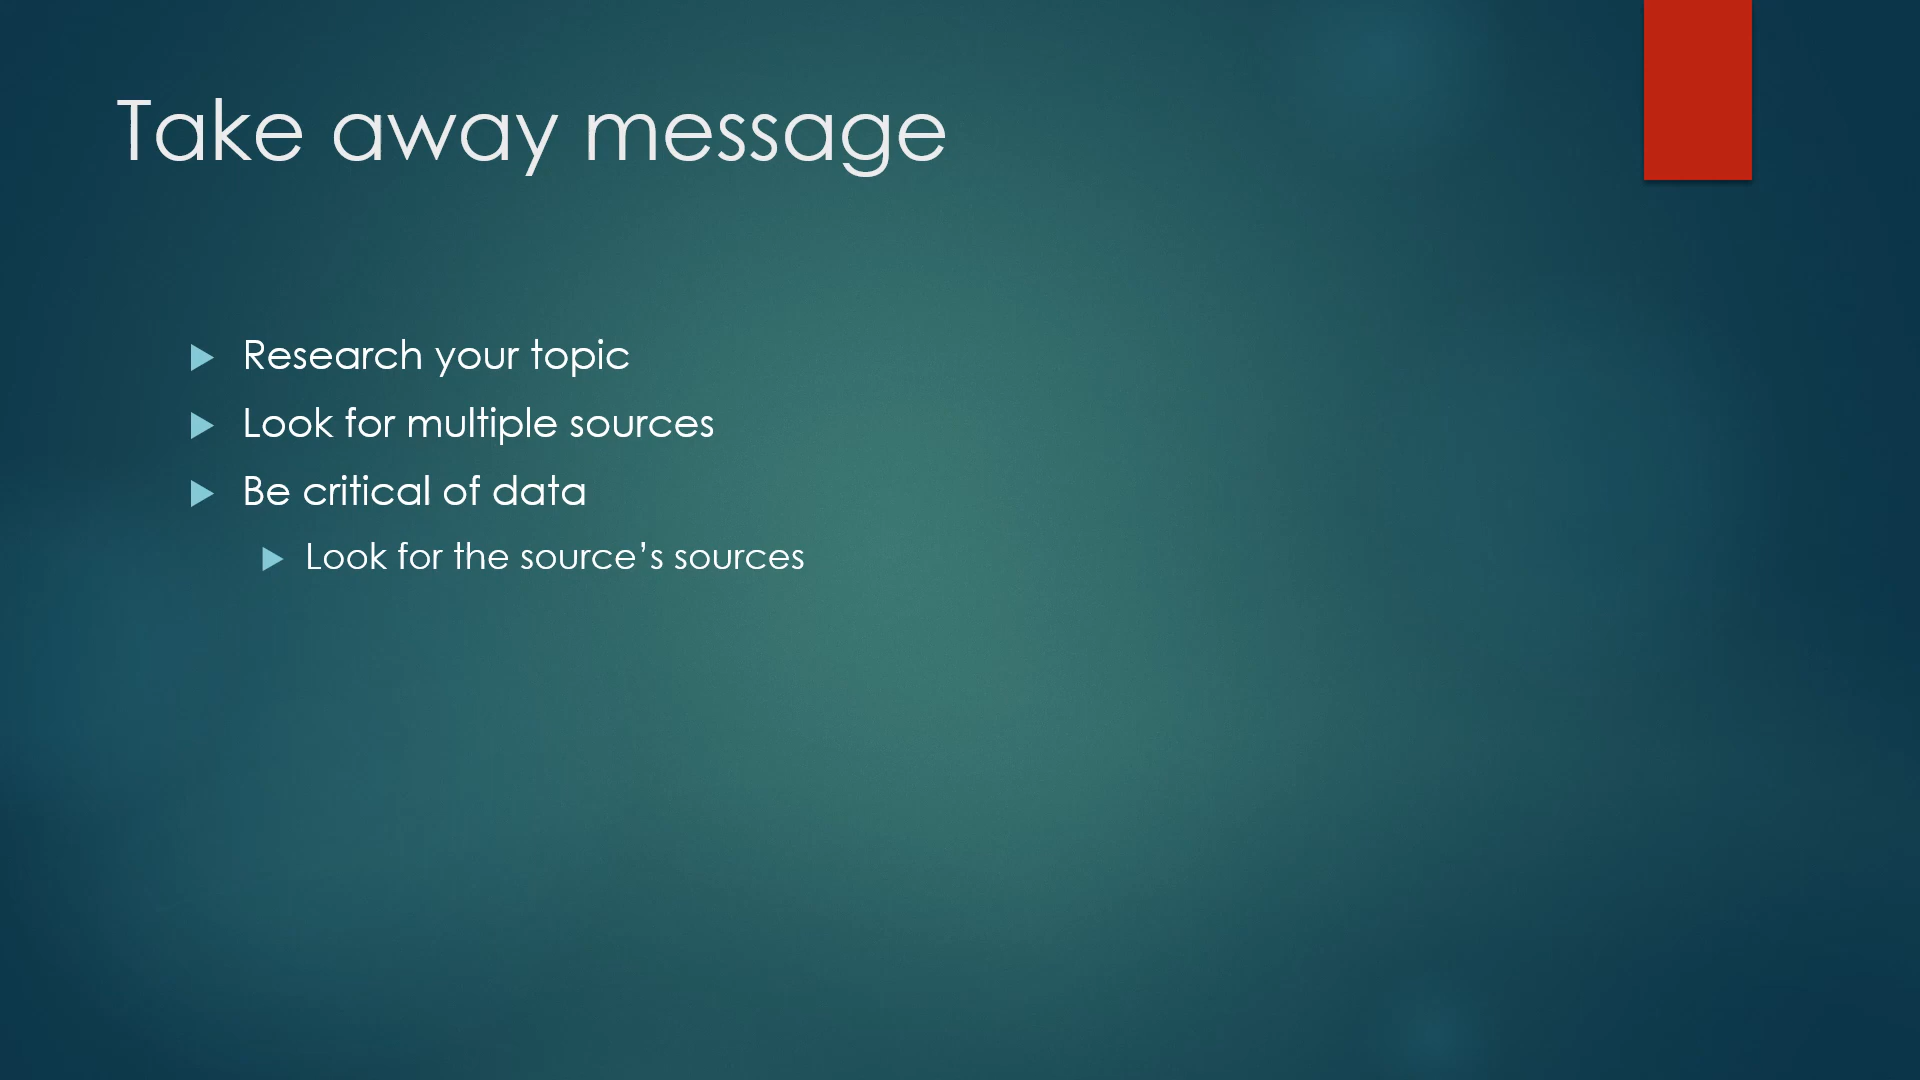 Take away message
Research your topic
Look for multiple sources
Be critical of data
Look for the source’s sources